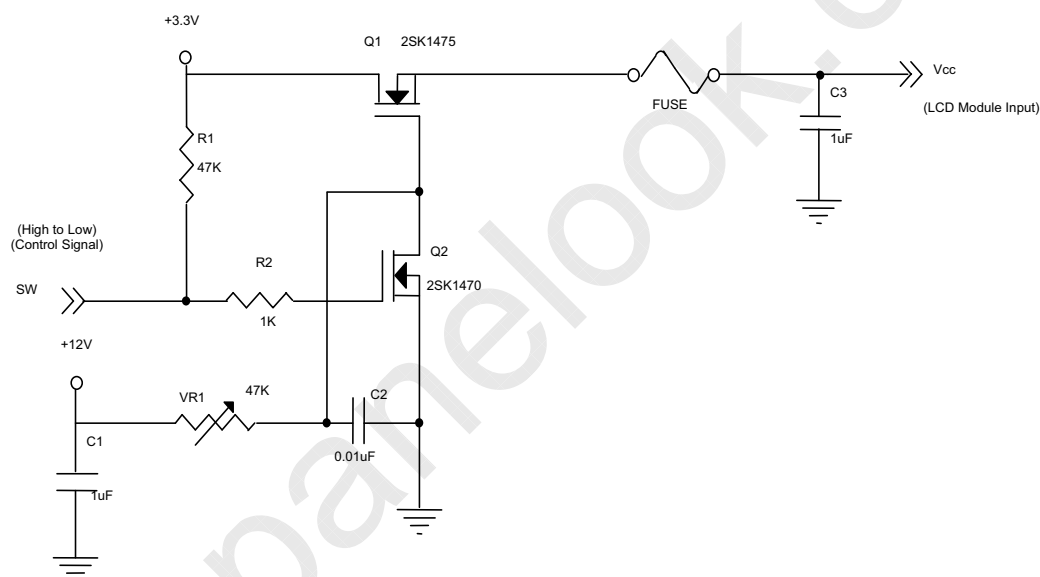 +3.3V
Q1 2SK1475
Vcc
FUSE
C3
(LCD Module Input)
1uF
R1
47K
(High to Low)
(Control Signal)
SW
R2
1K
Q2
2SK1470
+12V
VR1
47K
C2
0.01uF
C1
1uF
panelook.c